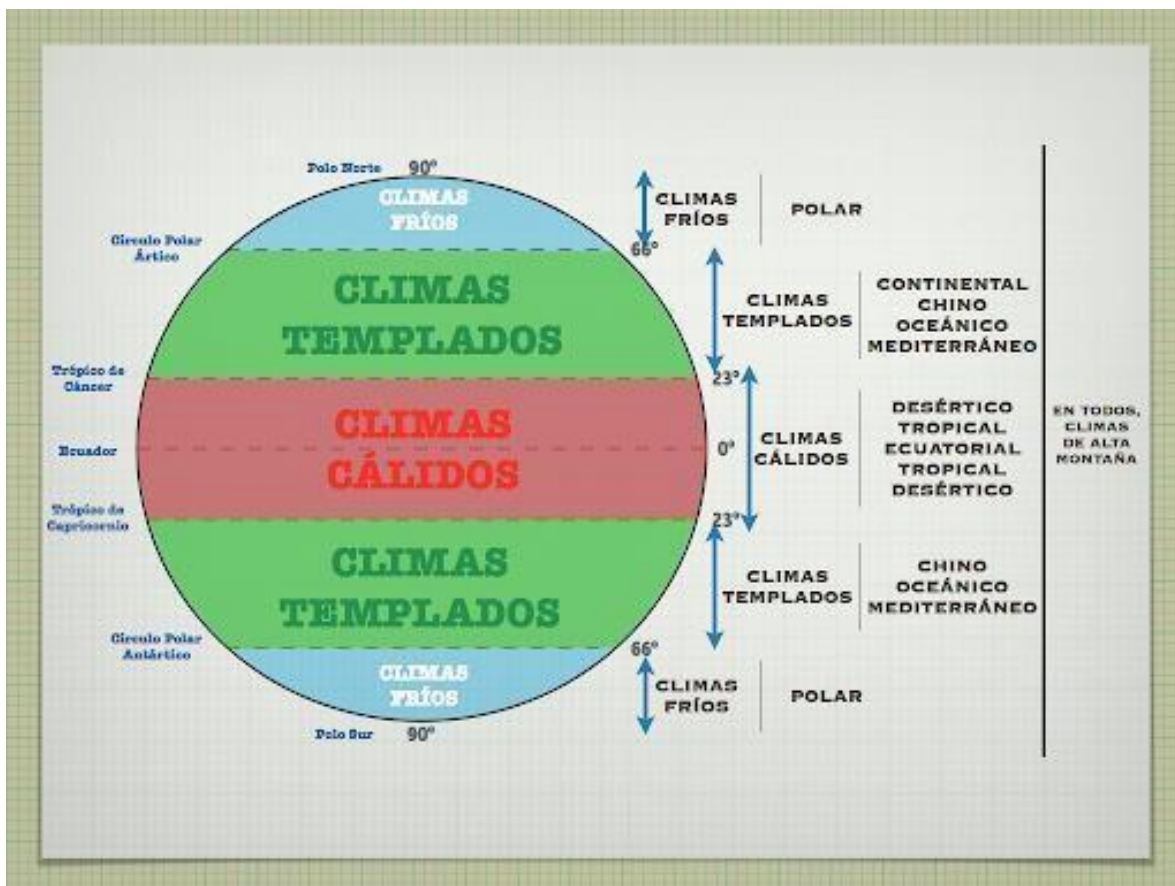 Polo Norte 90º
CLIMAS
FRÍOS
Círculo Polar
Ártico
66º
CLIMAS
TEMPLADOS
Trópico de
Cáncer
23º
CLIMAS
CÁLIDOS
Ecuador
0º
Trópico de
Capricornio
23º
CLIMAS
TEMPLADOS
Círculo Polar
Antártico
66º
CLIMAS
FRÍOS
Polo Sur 90º
CLIMAS
FRÍOS
POLAR
CLIMAS
TEMPLADOS
CONTINENTAL
CHINO
OCEÁNICO
MEDITERRÁNEO
CLIMAS
CÁLIDOS
DESÉRTICO
TROPICAL
ECUATORIAL
TROPICAL
DESÉRTICO
CLIMAS
TEMPLADOS
CHINO
OCEÁNICO
MEDITERRÁNEO
CLIMAS
FRÍOS
POLAR
EN TODOS,
CLIMAS
DE ALTA
MONTAÑA